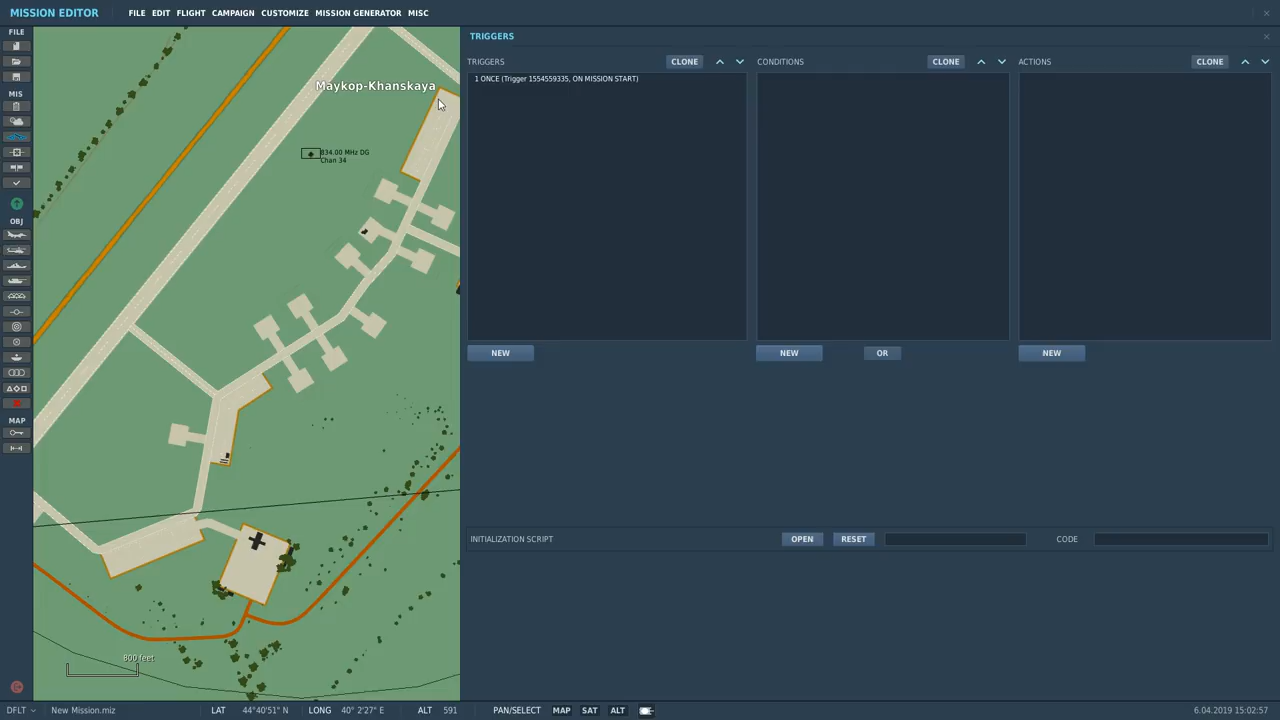 MISSION EDITOR FILE EDIT FLIGHT CAMPAIGN CUSTOMIZE MISSION GENERATOR MISC
FILE
MIS
OBJ
MAP
Maykop-Khanskaya
834.00 MHz DG
Chan 34
800 feet
TRIGGERS
TRIGGERS CLONE CONDITIONS CLONE ACTIONS CLONE
1 ONCE (Trigger 1554559335, ON MISSION START)
NEW NEW OR NEW
INITIALIZATION SCRIPT OPEN RESET CODE
DFLT New Mission.miz LAT 44°40'51" N LONG 40° 2'27" E ALT 591 PAN/SELECT MAP SAT ALT 6.04.2019 15:02:57